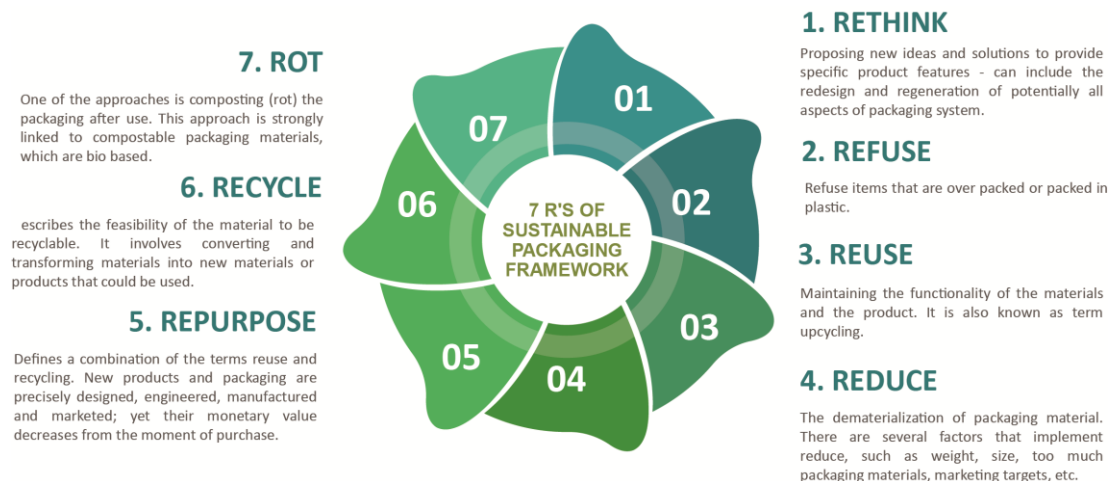 1. RETHINK
Proposing new ideas and solutions to provide
specific product features - can include the
redesign and regeneration of potentially all
aspects of packaging system.
2. REFUSE
Refuse items that are over packed or packed in
plastic.
3. REUSE
Maintaining the functionality of the materials
and the product. It is also known as term
upcycling.
4. REDUCE
The dematerialization of packaging material.
There are several factors that implement
reduce, such as weight, size, too much
packaging materials, marketing targets, etc.
5. REPURPOSE
Defines a combination of the terms reuse and
recycling. New products and packaging are
precisely designed, engineered, manufactured
and marketed; yet their monetary value
decreases from the moment of purchase.
6. RECYCLE
escribes the feasibility of the material to be
recyclable. It involves converting and
transforming materials into new materials or
products that could be used.
7. ROT
One of the approaches is composting (rot) the
packaging after use. This approach is strongly
linked to compostable packaging materials,
which are bio based.
01
02
03
04
05
06
07
7 R'S OF
SUSTAINABLE
PACKAGING
FRAMEWORK